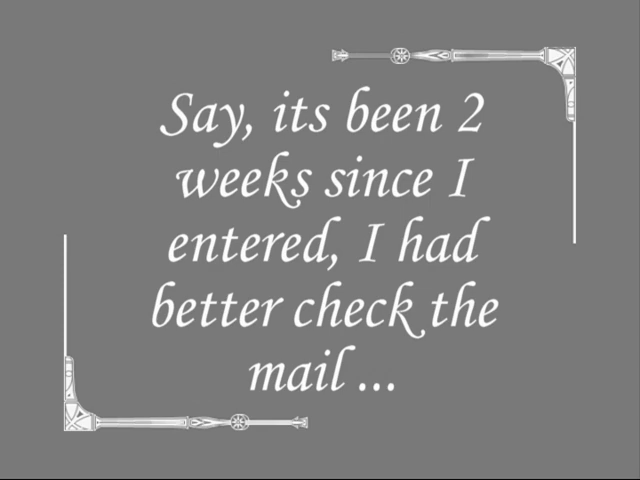 Say, its been 2
weeks since I
entered, I had
better check the
mail ...